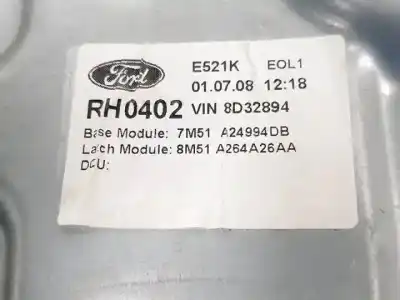 Ford E521K EOL1
01.07.08 12:18
RH0402 VIN 8D32894
Base Module: 7M51 A24994DB
Latch Module: 8M51 A264A26AA
DCU: